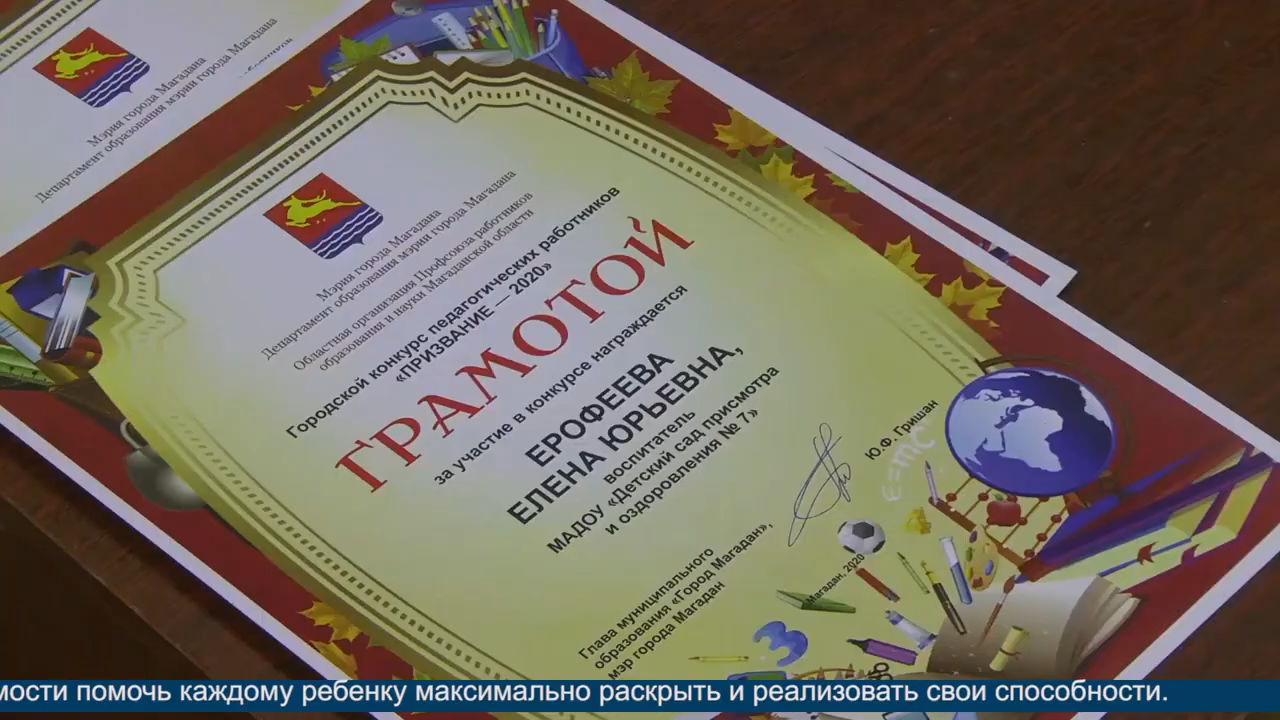 Мэрия города Магадана
Департамент образования мэрии города Магадана
Мэрия города Магадана
Департамент образования мэрии города Магадана
Областная организация Профсоюза работников
образования и науки Магаданской области
Городской конкурс педагогических работников
«ПРИЗВАНИЕ — 2020»
ГРАМОТОЙ
за участие в конкурсе награждается
ЕРОФЕЕВА
ЕЛЕНА ЮРЬЕВНА,
воспитатель
МАДОУ «Детский сад присмотра
и оздоровления № 7»
Глава муниципального
образования «Город Магадан»,
мэр города Магадан
Ю.Ф. Гришан
Магадан, 2020
E=mc
3
мости помочь каждому ребенку максимально раскрыть и реализовать свои способности.